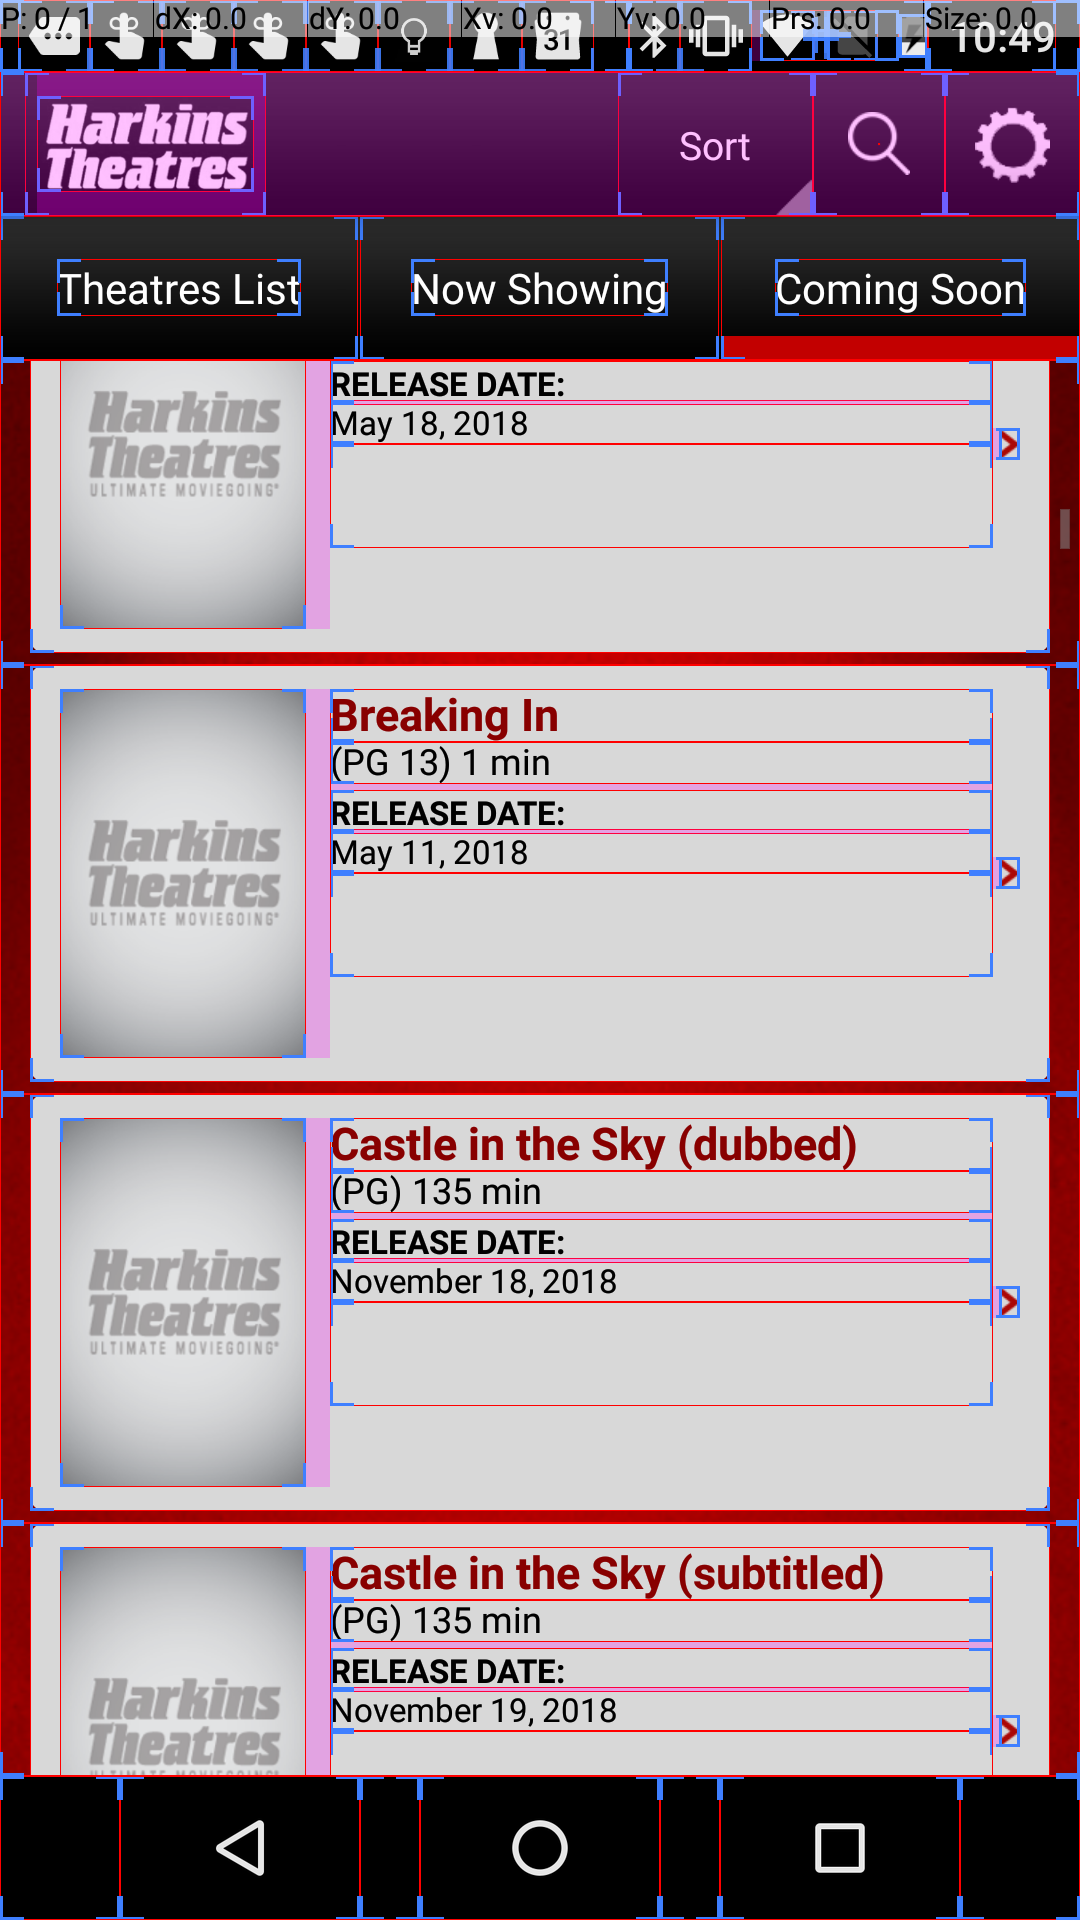 P: 0 / 1 dX: 0.0 dY: 0.0 Xv: 0.0 Yv: 0.0 Prs: 0.0 Size: 0.0
31 10:49
Harkins
Theatres
Sort
Theatres List Now Showing Coming Soon
RELEASE DATE:
May 18, 2018
Harkins
Theatres
ULTIMATE MOVIEGOING®
Breaking In
(PG 13) 1 min
RELEASE DATE:
May 11, 2018
Harkins
Theatres
ULTIMATE MOVIEGOING®
Castle in the Sky (dubbed)
(PG) 135 min
RELEASE DATE:
November 18, 2018
Harkins
Theatres
ULTIMATE MOVIEGOING®
Castle in the Sky (subtitled)
(PG) 135 min
RELEASE DATE:
November 19, 2018
Harkins
Theatres